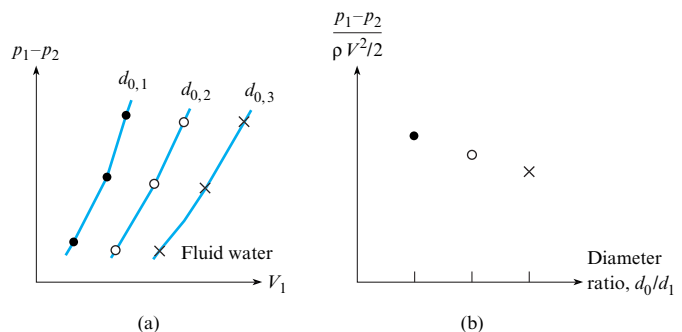 p₁–p₂
d₀,₁
d₀,₂
d₀,₃
Fluid water
V₁
(a)
p₁–p₂
ρ V²/2
Diameter
ratio, d₀/d₁
(b)